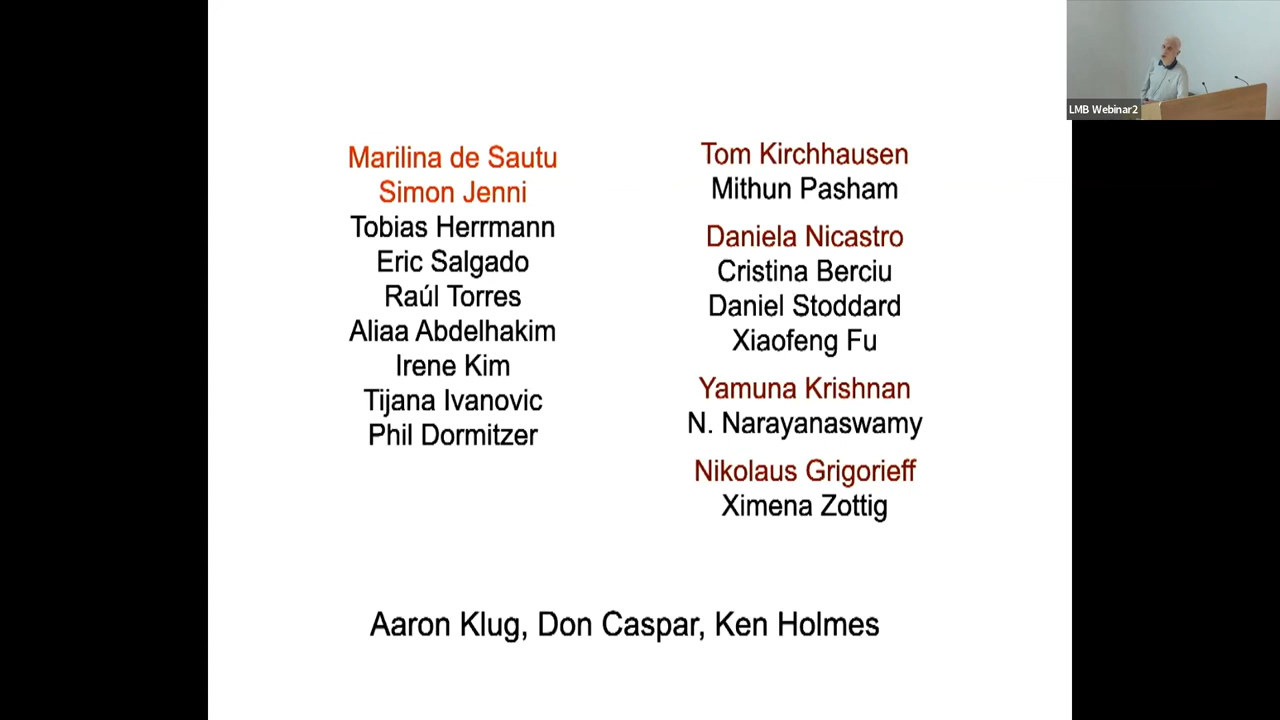 Marilina de Sautu
Simon Jenni
Tobias Herrmann
Eric Salgado
Raúl Torres
Aliaa Abdelhakim
Irene Kim
Tijana Ivanovic
Phil Dormitzer
Tom Kirchhausen
Mithun Pasham
Daniela Nicastro
Cristina Berciu
Daniel Stoddard
Xiaofeng Fu
Yamuna Krishnan
N. Narayanaswamy
Nikolaus Grigorieff
Ximena Zottig
Aaron Klug, Don Caspar, Ken Holmes
LMB Webinar2